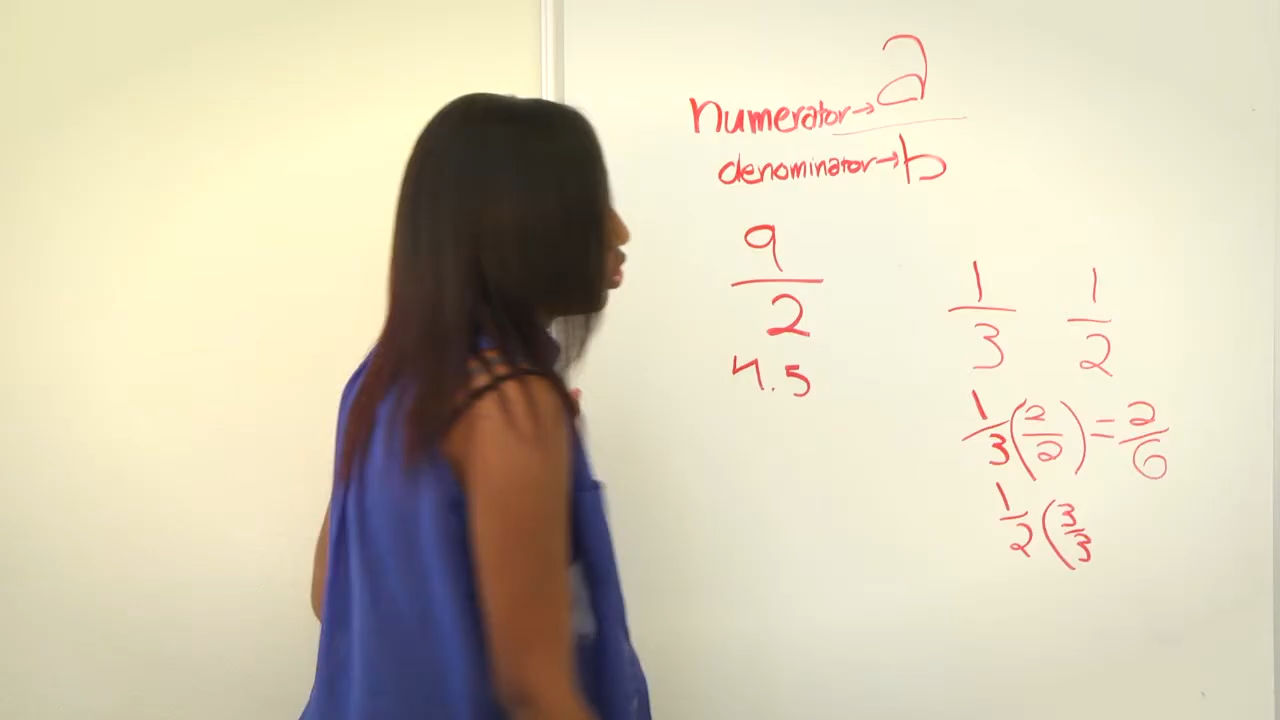 a
numerator→
denominator→ b
9
2
4.5
1 1
3 2
1/3(2/2)=2/6
1/2(3/3